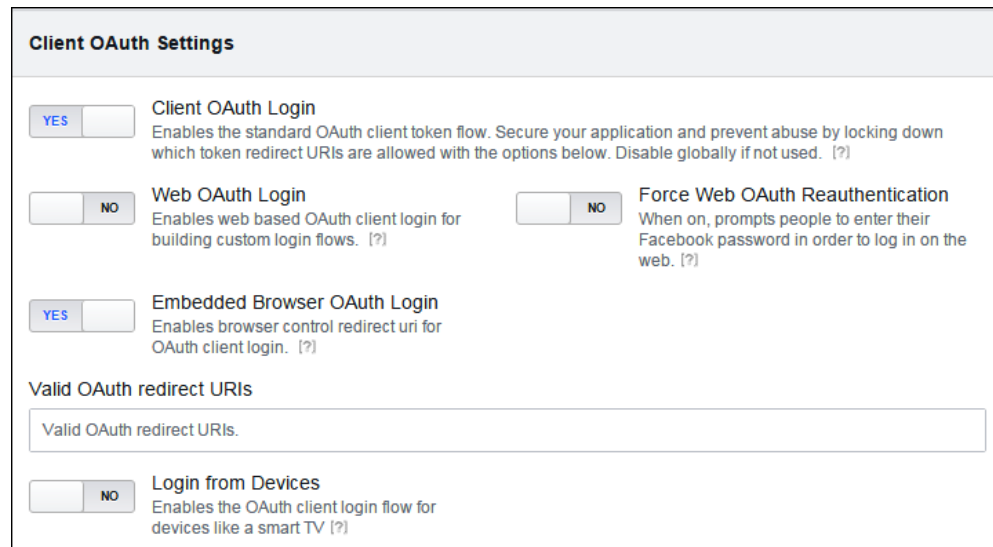 Client OAuth Settings
YES
Client OAuth Login
Enables the standard OAuth client token flow. Secure your application and prevent abuse by locking down
which token redirect URIs are allowed with the options below. Disable globally if not used. [?]
NO
Web OAuth Login
Enables web based OAuth client login for
building custom login flows. [?]
NO
Force Web OAuth Reauthentication
When on, prompts people to enter their
Facebook password in order to log in on the
web. [?]
YES
Embedded Browser OAuth Login
Enables browser control redirect uri for
OAuth client login. [?]
Valid OAuth redirect URIs
Valid OAuth redirect URIs.
NO
Login from Devices
Enables the OAuth client login flow for
devices like a smart TV [?]